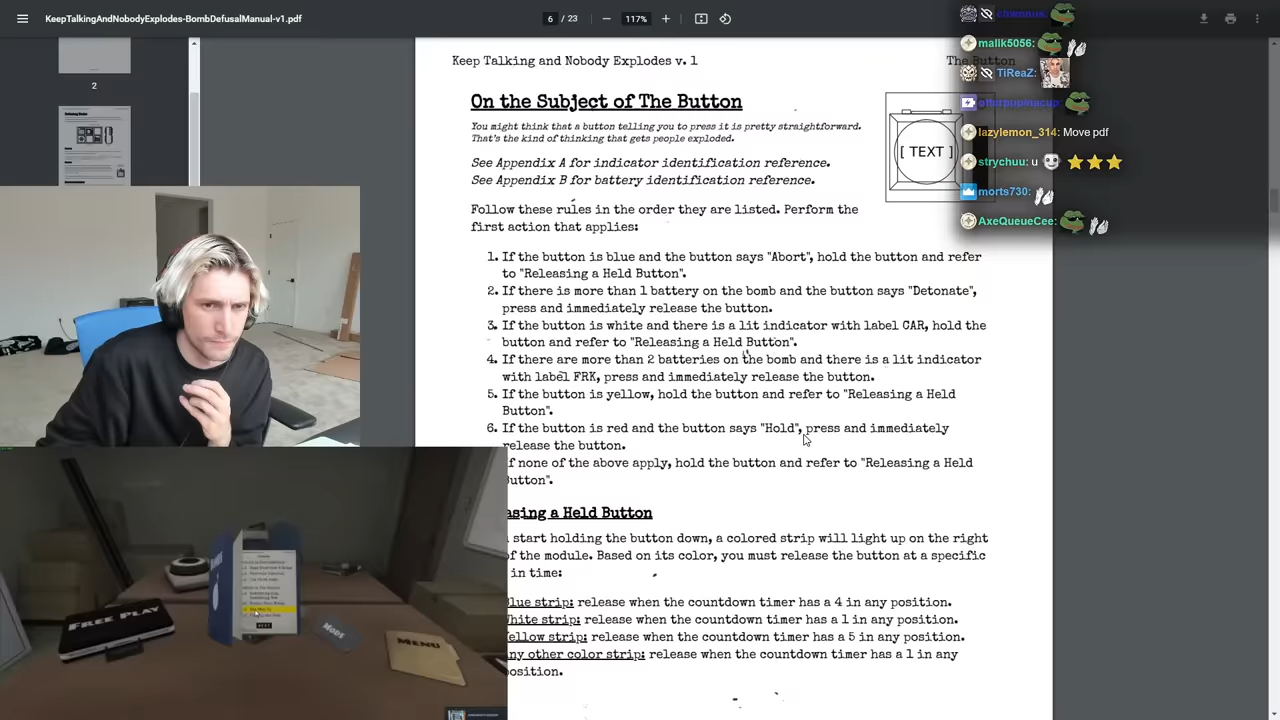 KeepTalkingAndNobodyExplodes-BombDefusalManual-v1.pdf
6 / 23
117%
2
Keep Talking and Nobody Explodes v. 1
The Button
On the Subject of The Button
You might think that a button telling you to press it is pretty straightforward.
That's the kind of thinking that gets people exploded.
See Appendix A for indicator identification reference.
See Appendix B for battery identification reference.
[ TEXT ]
Follow these rules in the order they are listed. Perform the
first action that applies:
1. If the button is blue and the button says "Abort", hold the button and refer
to "Releasing a Held Button".
2. If there is more than 1 battery on the bomb and the button says "Detonate",
press and immediately release the button.
3. If the button is white and there is a lit indicator with label CAR, hold the
button and refer to "Releasing a Held Button".
4. If there are more than 2 batteries on the bomb and there is a lit indicator
with label FRK, press and immediately release the button.
5. If the button is yellow, hold the button and refer to "Releasing a Held
Button".
6. If the button is red and the button says "Hold", press and immediately
release the button.
f none of the above apply, hold the button and refer to "Releasing a Held
utton".
asing a Held Button
start holding the button down, a colored strip will light up on the right
of the module. Based on its color, you must release the button at a specific
in time:
Blue strip: release when the countdown timer has a 4 in any position.
White strip: release when the countdown timer has a 1 in any position.
Yellow strip: release when the countdown timer has a 5 in any position.
ny other color strip: release when the countdown timer has a 1 in any
position.
malik5056:
TiReaZ:
lazylemon_314: Move pdf
strychuu: u
morts730:
AxeQueueCee:
FREE PLAY
MODS
MENU